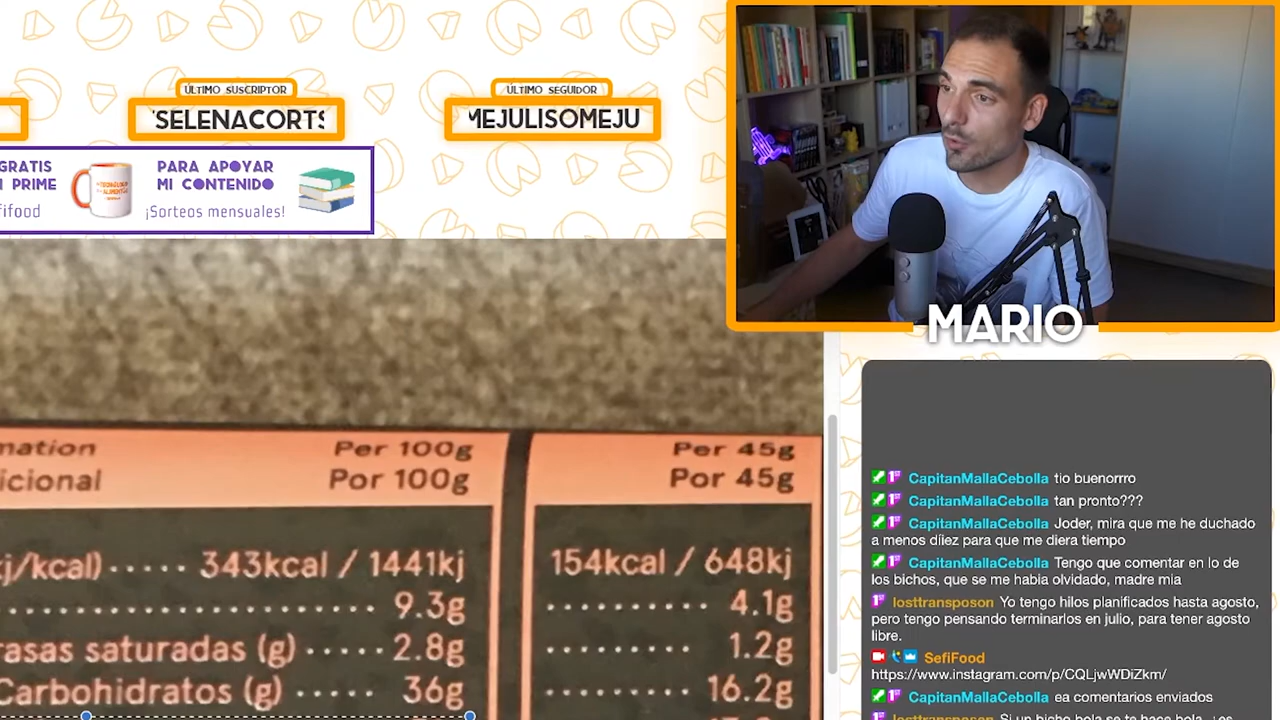 ÚLTIMO SUSCRIPTOR
SELENACORTS
ÚLTIMO SEGUIDOR
MEJULISOMEJU
GRATIS
PRIME
fifood
PARA APOYAR
MI CONTENIDO
¡Sorteos mensuales!
MARIO
Per 100g
Por 100g
Per 45g
Por 45g
mation
icional
kj/kcal) ..... 343kcal / 1441kj
154kcal / 648kj
9.3g
4.1g
rasas saturadas (g) ..... 2.8g
1.2g
Carbohidratos (g) ..... 36g
16.2g
CapitanMallaCebolla tio buenorrro
CapitanMallaCebolla tan pronto???
CapitanMallaCebolla Joder, mira que me he duchado
a menos díiez para que me diera tiempo
CapitanMallaCebolla Tengo que comentar en lo de
los bichos, que se me habia olvidado, madre mia
losttransposon Yo tengo hilos planificados hasta agosto,
pero tengo pensando terminarlos en julio, para tener agosto
libre.
SefiFood
https://www.instagram.com/p/CQLjwWDiZkm/
CapitanMallaCebolla ea comentarios enviados